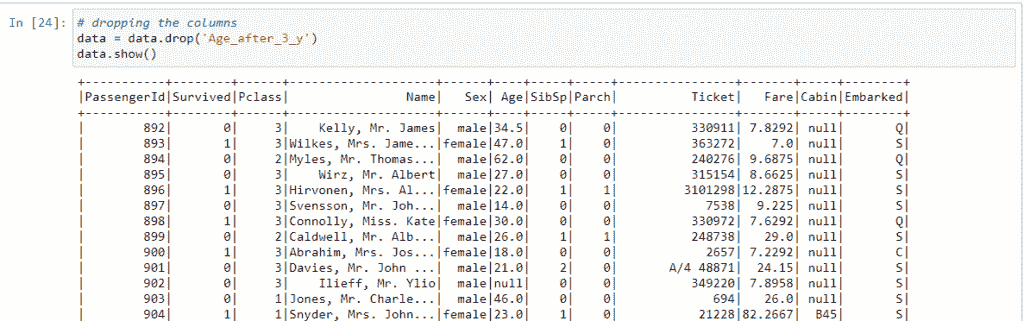 In [24]: # dropping the columns
data = data.drop('Age_after_3_y')
data.show()
+-----------+--------+------+--------------------+------+----+-----+-----+----------------+-------+-----+--------+
|PassengerId|Survived|Pclass|                Name|   Sex| Age|SibSp|Parch|          Ticket|   Fare|Cabin|Embarked|
+-----------+--------+------+--------------------+------+----+-----+-----+----------------+-------+-----+--------+
|        892|       0|     3|    Kelly, Mr. James|  male|34.5|    0|    0|          330911| 7.8292| null|       Q|
|        893|       1|     3|Wilkes, Mrs. Jame...|female|47.0|    1|    0|          363272|    7.0| null|       S|
|        894|       0|     2|Myles, Mr. Thomas...|  male|62.0|    0|    0|          240276| 9.6875| null|       Q|
|        895|       0|     3|    Wirz, Mr. Albert|  male|27.0|    0|    0|          315154| 8.6625| null|       S|
|        896|       1|     3|Hirvonen, Mrs. Al...|female|22.0|    1|    1|         3101298|12.2875| null|       S|
|        897|       0|     3|Svensson, Mr. Joh...|  male|14.0|    0|    0|            7538|  9.225| null|       S|
|        898|       1|     3|Connolly, Miss. Kate|female|30.0|    0|    0|          330972| 7.6292| null|       Q|
|        899|       0|     2|Caldwell, Mr. Alb...|  male|26.0|    1|    1|          248738|   29.0| null|       S|
|        900|       1|     3|Abrahim, Mrs. Jos...|female|18.0|    0|    0|            2657| 7.2292| null|       C|
|        901|       0|     3|Davies, Mr. John ...|  male|21.0|    2|    0|       A/4 48871|  24.15| null|       S|
|        902|       0|     3|    Ilieff, Mr. Ylio|  male|null|    0|    0|          349220| 7.8958| null|       S|
|        903|       0|     1|Jones, Mr. Charle...|  male|46.0|    0|    0|             694|   26.0| null|       S|
|        904|       1|     1|Snyder, Mrs. John...|female|23.0|    1|    0|           21228|82.2667|  B45|       S|